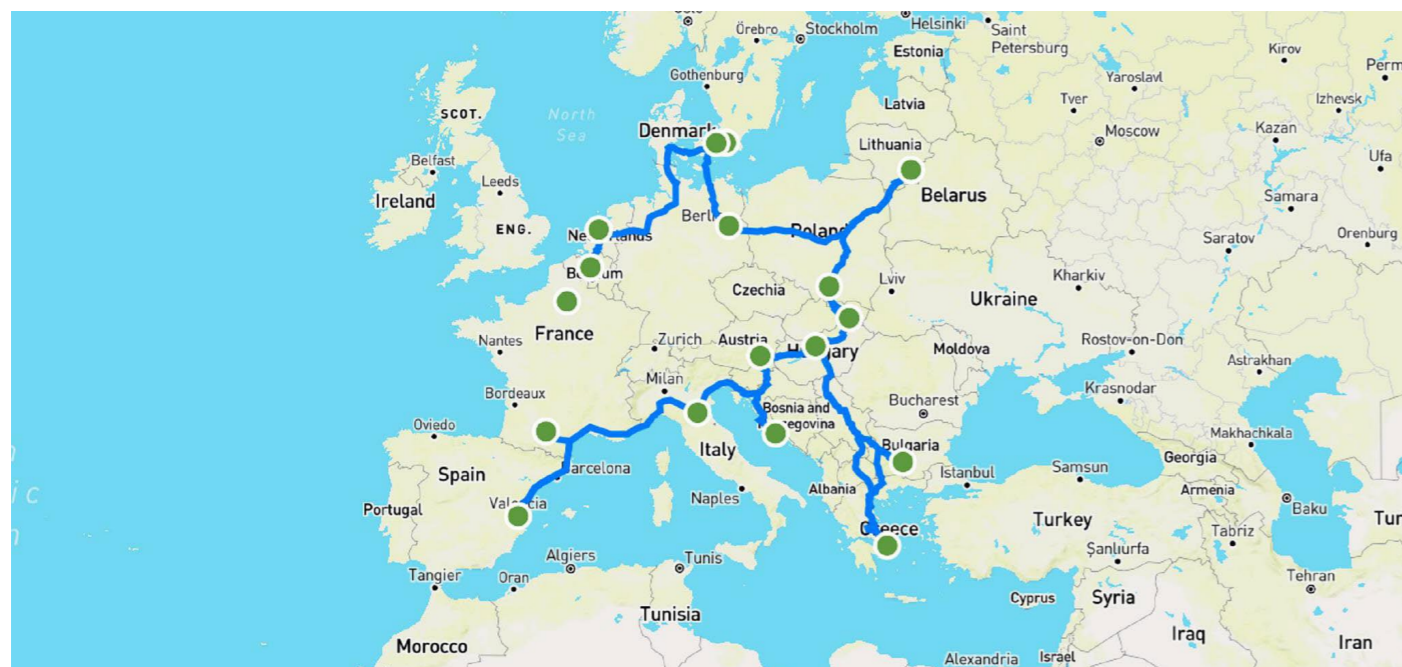 Örebro
Stockholm
Helsinki
Saint
Petersburg
Kirov
Perm
Estonia
Gothenburg
Yaroslavl
Izhevsk
North
Sea
SCOT.
Latvia
Tver
Moscow
Kazan
Denmark
Lithuania
Ufa
Belfast
Leeds
Ireland
Belarus
Samara
ENG.
Berl
Netherlands
Poland
Saratov
Orenburg
Belgium
Czechia
Lviv
Kharkiv
Ukraine
France
Nantes
Zurich
Austria
Hungary
Moldova
Rostov-on-Don
Astrakhan
Milan
Krasnodar
Bordeaux
Bosnia and
Herzegovina
Bucharest
Oviedo
Italy
Bulgaria
Makhachkala
Georgia
Spain
Barcelona
Istanbul
Samsun
Naples
Albania
Armenia
Baku
Portugal
Valencia
Turkey
Greece
Tabriz
Algiers
Tunis
Şanlıurfa
Tangier
Oran
Tehran
Cyprus
Syria
Tunisia
Iraq
Iran
Morocco
Alexandria
Israel